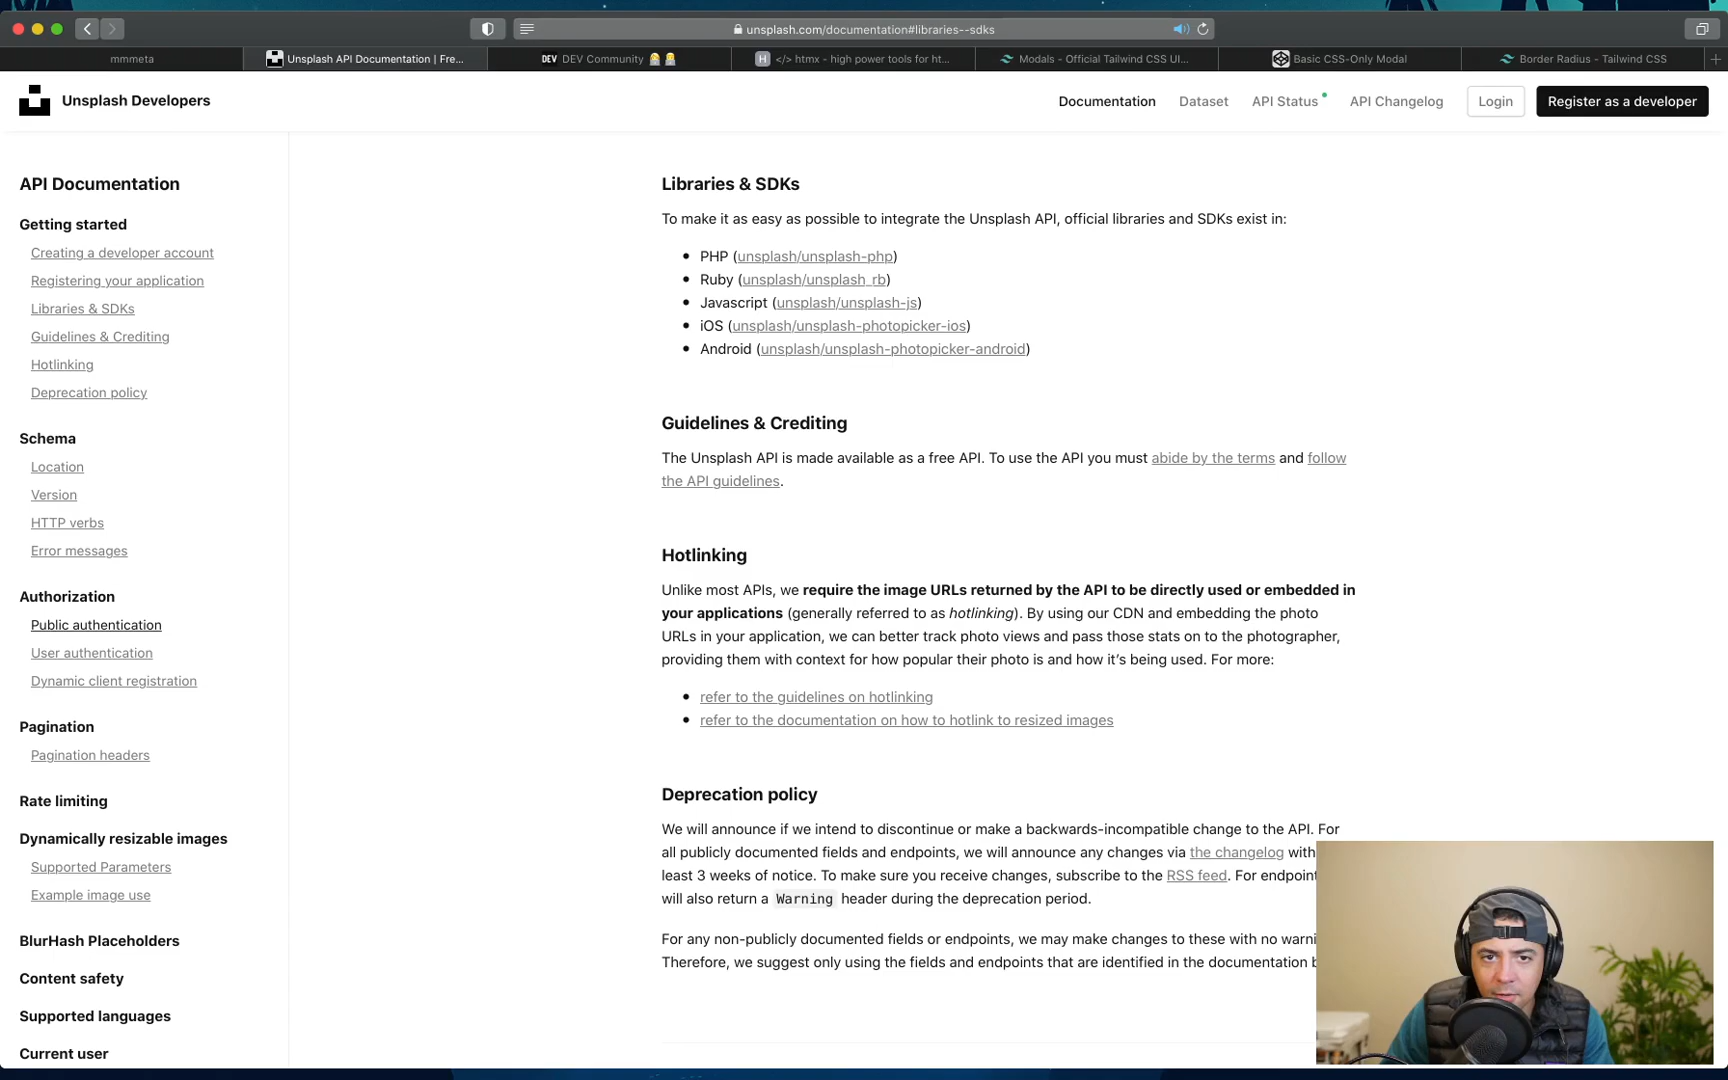 unsplash.com/documentation#libraries--sdks
mmmeta
Unsplash API Documentation | Fre...
DEV DEV Community
H </> htmx - high power tools for ht...
Modals - Official Tailwind CSS UI...
Basic CSS-Only Modal
Border Radius - Tailwind CSS
Unsplash Developers
Documentation
Dataset
API Status
API Changelog
Login
Register as a developer
API Documentation
Getting started
Creating a developer account
Registering your application
Libraries & SDKs
Guidelines & Crediting
Hotlinking
Deprecation policy
Schema
Location
Version
HTTP verbs
Error messages
Authorization
Public authentication
User authentication
Dynamic client registration
Pagination
Pagination headers
Rate limiting
Dynamically resizable images
Supported Parameters
Example image use
BlurHash Placeholders
Content safety
Supported languages
Current user
Libraries & SDKs
To make it as easy as possible to integrate the Unsplash API, official libraries and SDKs exist in:
PHP (unsplash/unsplash-php)
Ruby (unsplash/unsplash_rb)
Javascript (unsplash/unsplash-js)
iOS (unsplash/unsplash-photopicker-ios)
Android (unsplash/unsplash-photopicker-android)
Guidelines & Crediting
The Unsplash API is made available as a free API. To use the API you must abide by the terms and follow
the API guidelines.
Hotlinking
Unlike most APIs, we require the image URLs returned by the API to be directly used or embedded in
your applications (generally referred to as hotlinking). By using our CDN and embedding the photo
URLs in your application, we can better track photo views and pass those stats on to the photographer,
providing them with context for how popular their photo is and how it’s being used. For more:
refer to the guidelines on hotlinking
refer to the documentation on how to hotlink to resized images
Deprecation policy
We will announce if we intend to discontinue or make a backwards-incompatible change to the API. For
all publicly documented fields and endpoints, we will announce any changes via the changelog with
least 3 weeks of notice. To make sure you receive changes, subscribe to the RSS feed. For endpoint
will also return a Warning header during the deprecation period.
For any non-publicly documented fields or endpoints, we may make changes to these with no warni
Therefore, we suggest only using the fields and endpoints that are identified in the documentation b